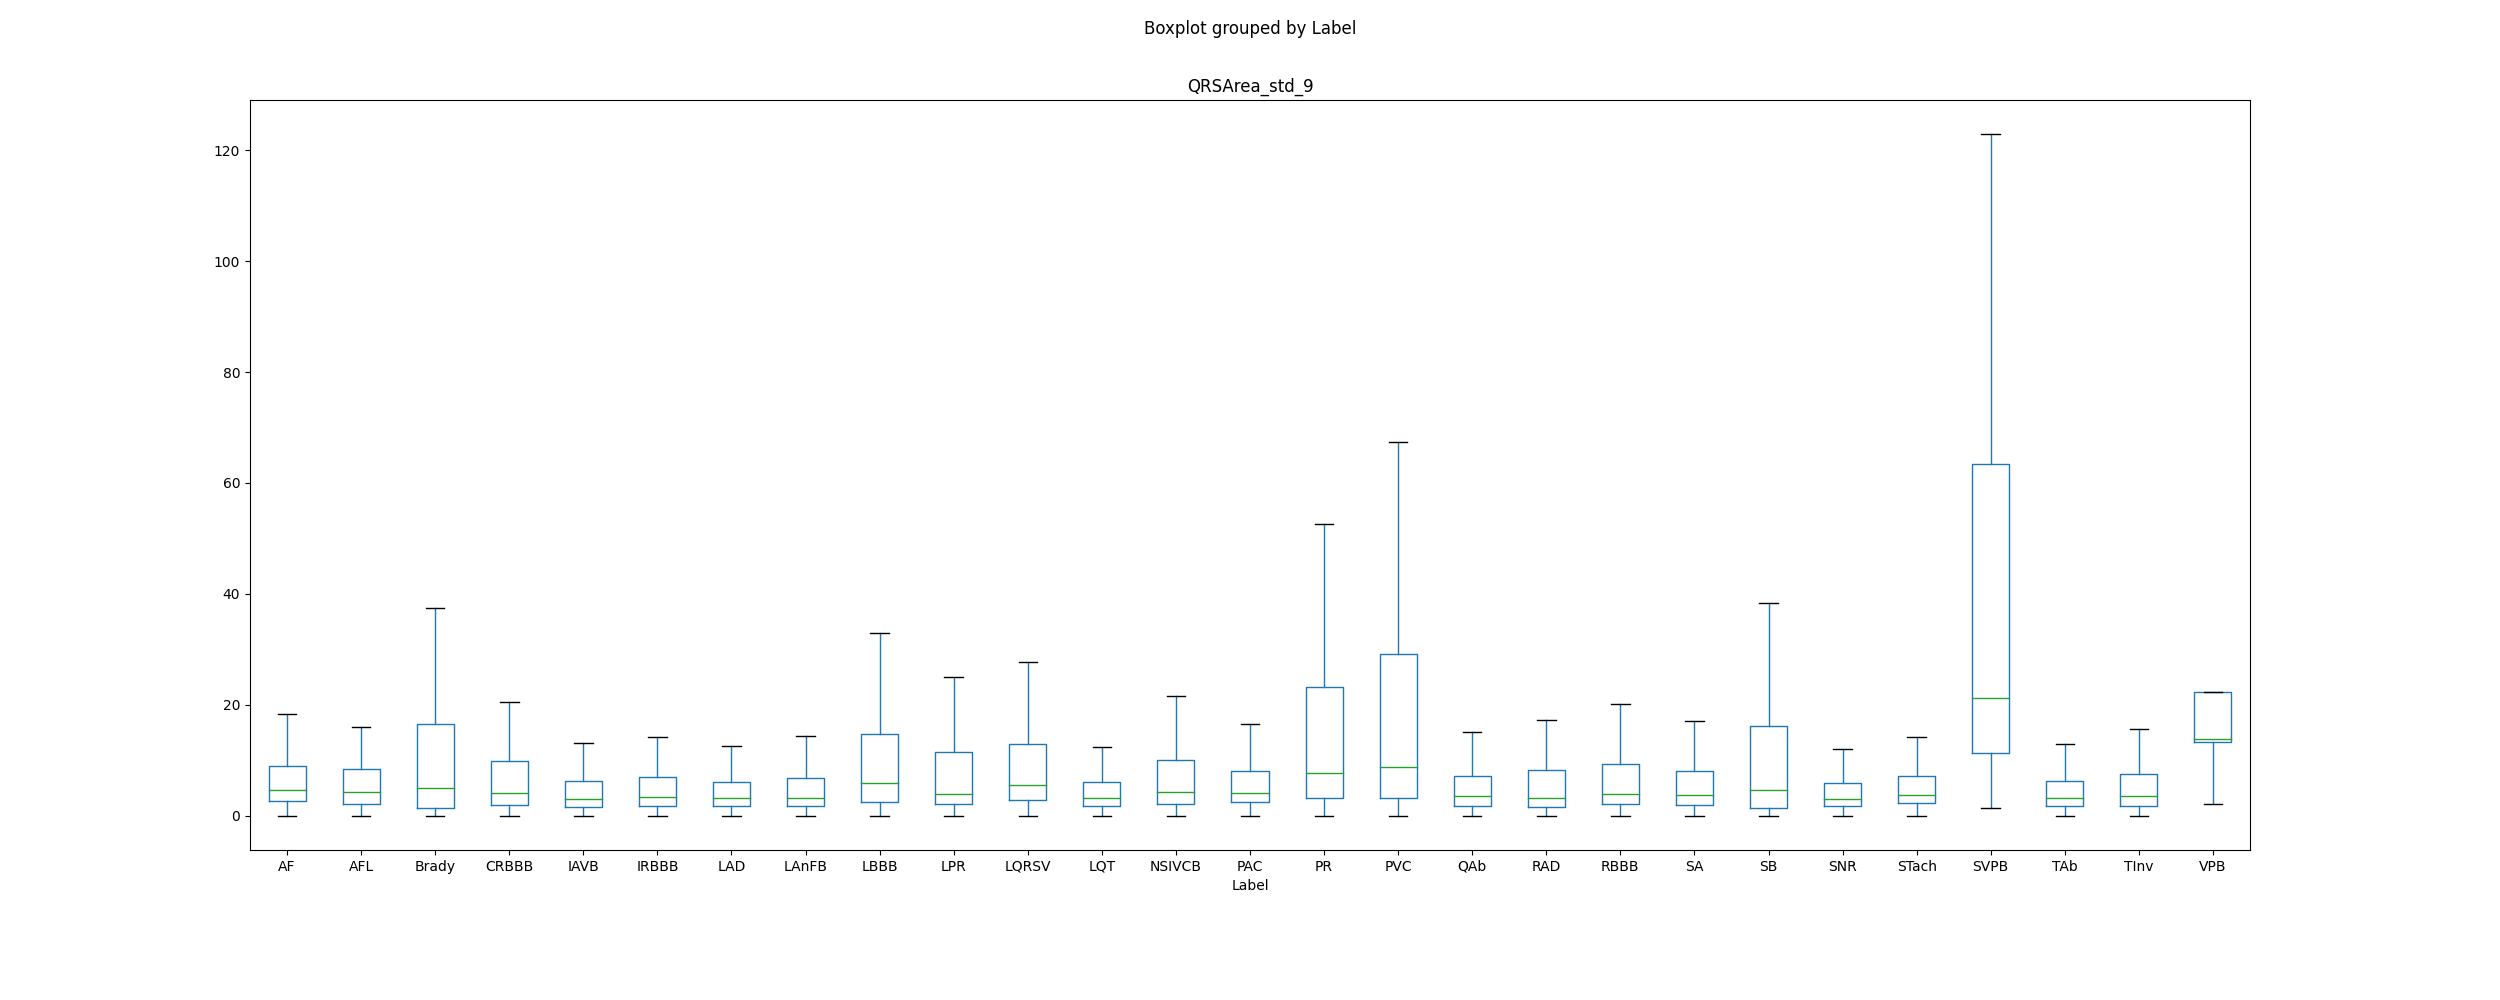 Boxplot grouped by Label
QRSArea_std_9
120
100
80
60
40
20
0
AF AFL Brady CRBBB IAVB IRBBB LAD LAnFB LBBB LPR LQRSV LQT NSIVCB PAC PR PVC QAb RAD RBBB SA SB SNR STach SVPB TAb TInv VPB
Label